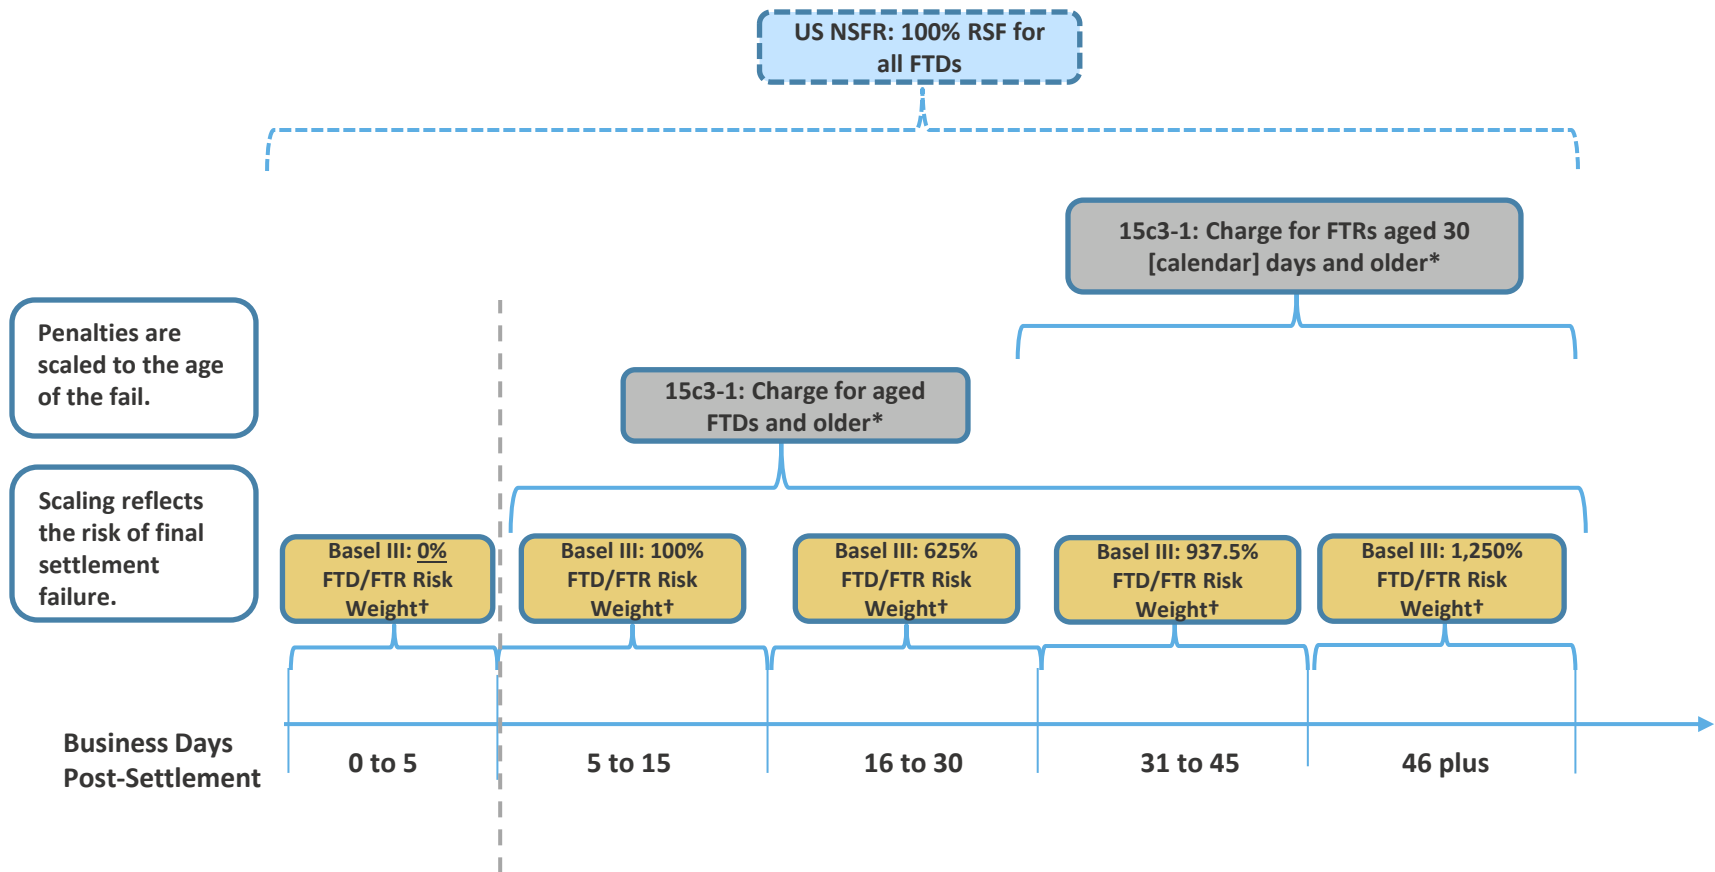 US NSFR: 100% RSF for
all FTDs
15c3-1: Charge for FTRs aged 30
[calendar] days and older*
Penalties are
scaled to the age
of the fail.
15c3-1: Charge for aged
FTDs and older*
Scaling reflects
the risk of final
settlement
failure.
Basel III: 0%
FTD/FTR Risk
Weight†
Basel III: 100%
FTD/FTR Risk
Weight†
Basel III: 625%
FTD/FTR Risk
Weight†
Basel III: 937.5%
FTD/FTR Risk
Weight†
Basel III: 1,250%
FTD/FTR Risk
Weight†
Business Days
Post-Settlement
0 to 5
5 to 15
16 to 30
31 to 45
46 plus